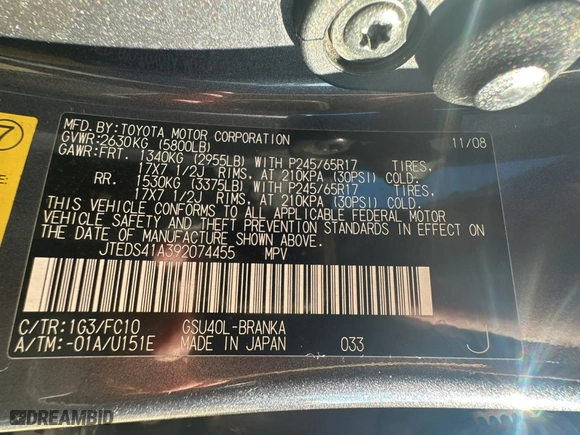 MFD. BY: TOYOTA MOTOR CORPORATION 11/08
GVWR: 2630KG (5800LB)
GAWR: FRT. 1340KG (2955LB) WITH P245/65R17 TIRES.
17X7 1/2J RIMS. AT 210KPA (30PSI) COLD.
RR. 1530KG (3375LB) WITH P245/65R17 TIRES.
17X7 1/2J RIMS. AT 210KPA (30PSI) COLD.
THIS VEHICLE CONFORMS TO ALL APPLICABLE FEDERAL MOTOR
VEHICLE SAFETY AND THEFT PREVENTION STANDARDS IN EFFECT ON
THE DATE OF MANUFACTURE SHOWN ABOVE.
JTEDS41A392074455 MPV
C/TR: 1G3/FC10 GSU40L-BRANKA
A/TM: -01A/U151E MADE IN JAPAN 033 J
7
E:
DREAMBID